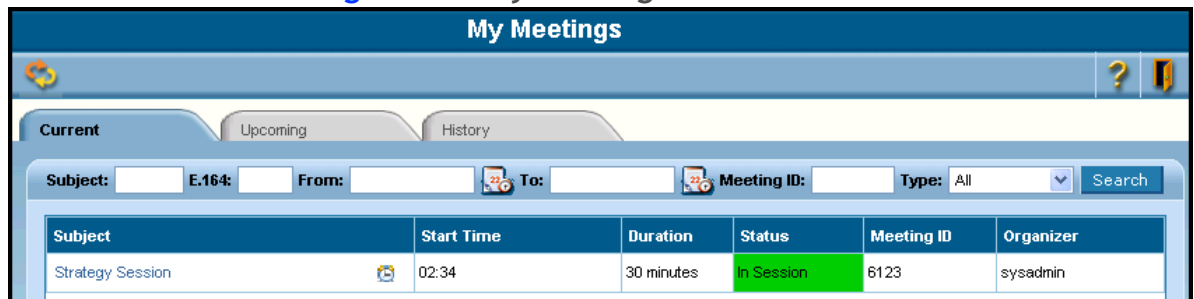 My Meetings
Current Upcoming History
Subject: E.164: From: To: Meeting ID: Type: All Search
Subject Start Time Duration Status Meeting ID Organizer
Strategy Session 02:34 30 minutes In Session 6123 sysadmin